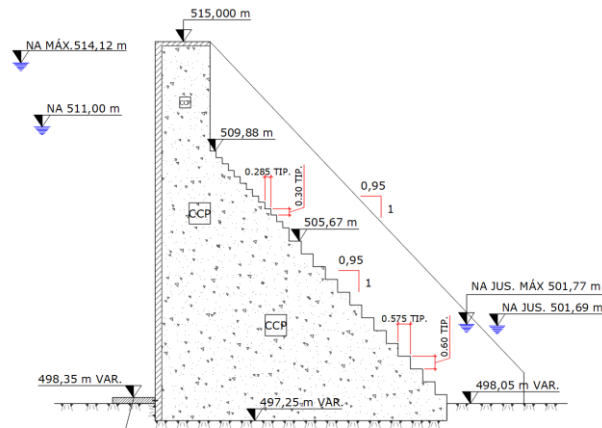 515,000 m
NA MÁX.514,12 m
NA 511,00 m
CCP
509,88 m
0.285 TIP.
0.30 TIP.
0,95
1
CCP
505,67 m
0,95
1
NA JUS. MÁX 501,77 m
NA JUS. 501,69 m
0.575 TIP.
0.60 TIP.
CCP
498,35 m VAR.
497,25 m VAR.
498,05 m VAR.